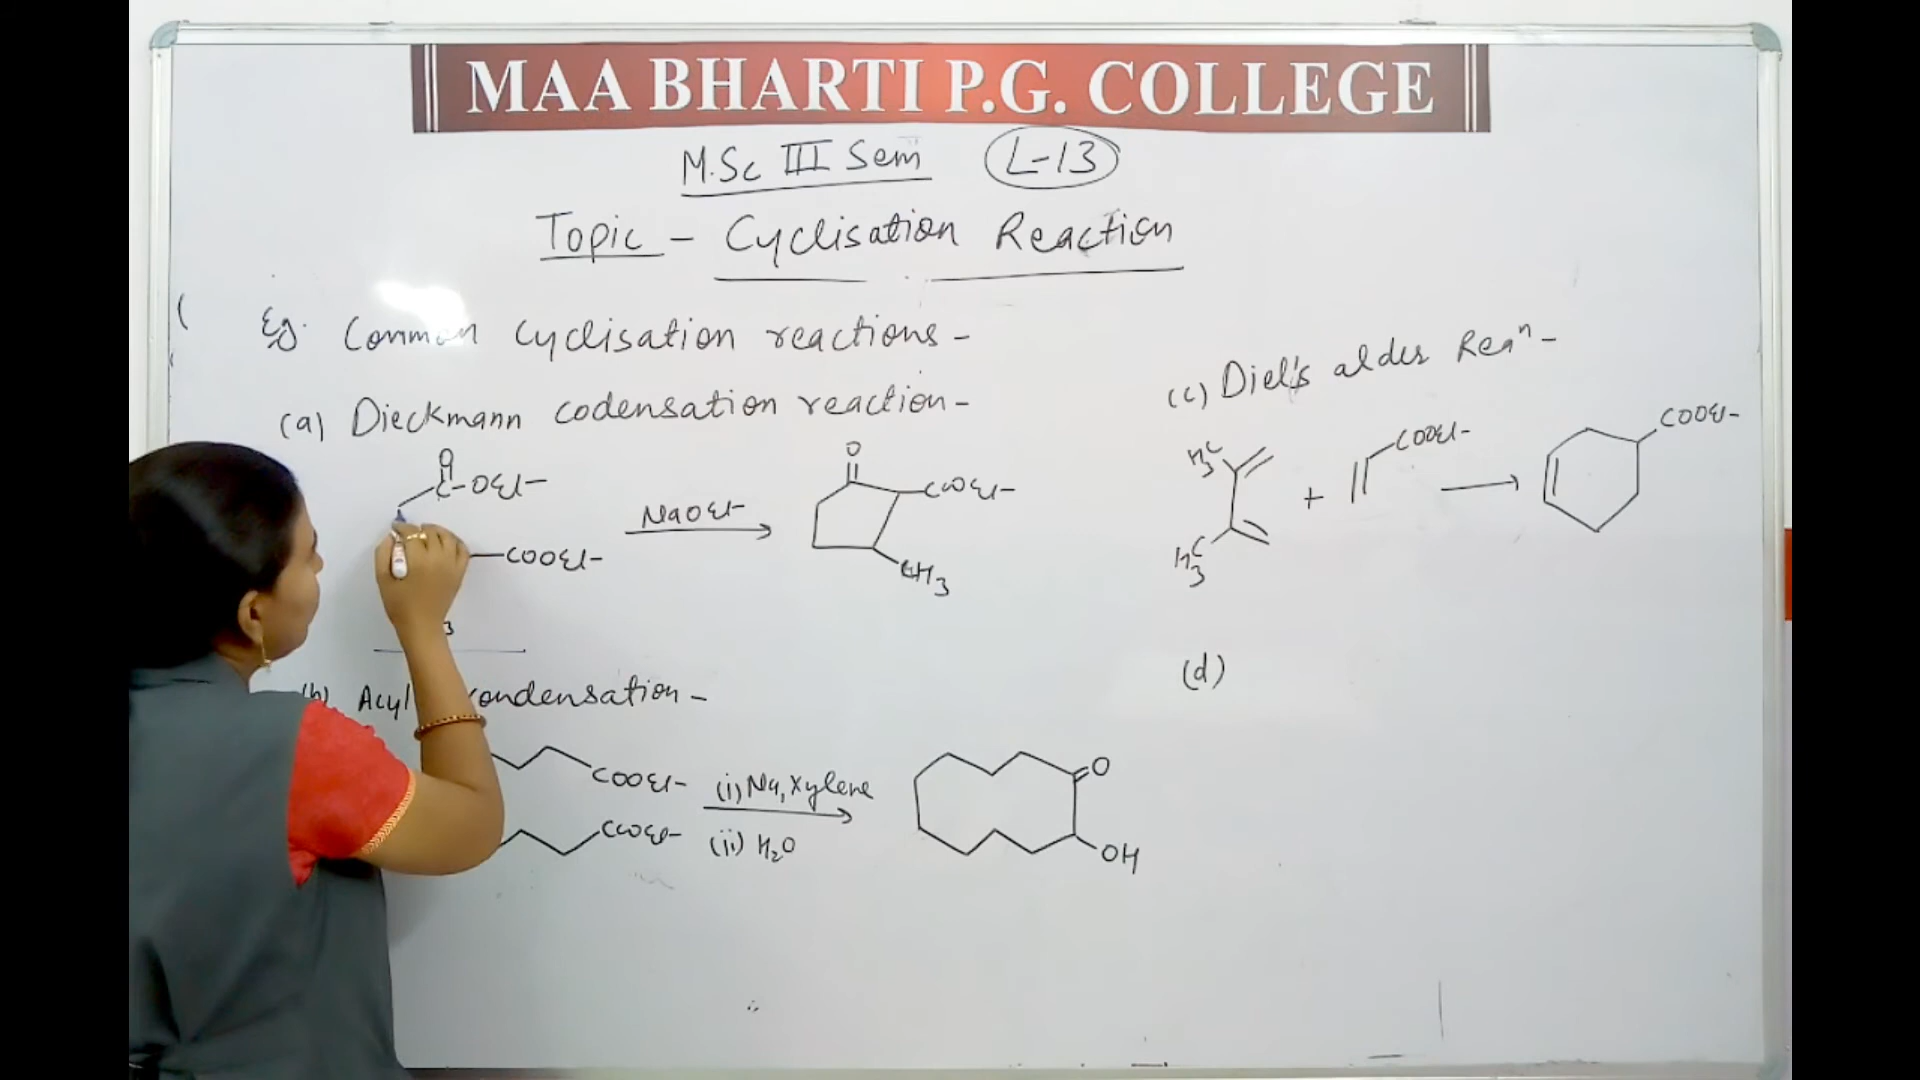 MAA BHARTI P.G. COLLEGE
M.Sc III Sem L-13
Topic - Cyclisation Reaction
Eg. Common cyclisation reactions -
(a) Dieckmann codensation reaction -
O
C-OEt
COOEt
3
NaOEt
O
COOEt
CH3
(b) Acyl condensation -
COOEt
COOEt
(i) Na, Xylene
(ii) H2O
O
OH
(c) Diel's alder Rean -
H3C
H3C
+
COOEt
COOEt
(d)